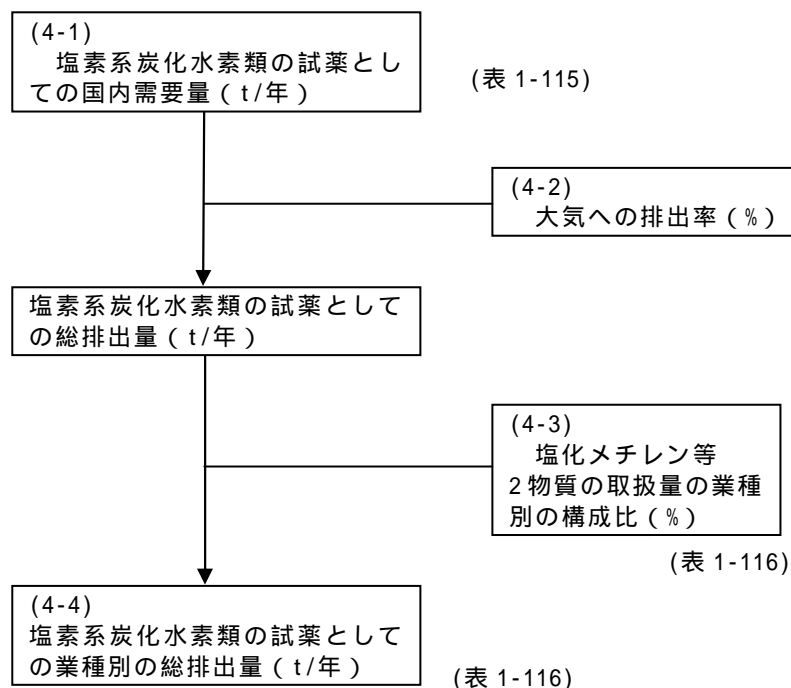 (4-1)
塩素系炭化水素類の試薬とし
ての国内需要量（t/年）
(表 1-115)
(4-2)
大気への排出率（%）
塩素系炭化水素類の試薬として
の総排出量（t/年）
(4-3)
塩化メチレン等
2物質の取扱量の業種
別の構成比（%）
(表 1-116)
(4-4)
塩素系炭化水素類の試薬として
の業種別の総排出量（t/年）
(表 1-116)